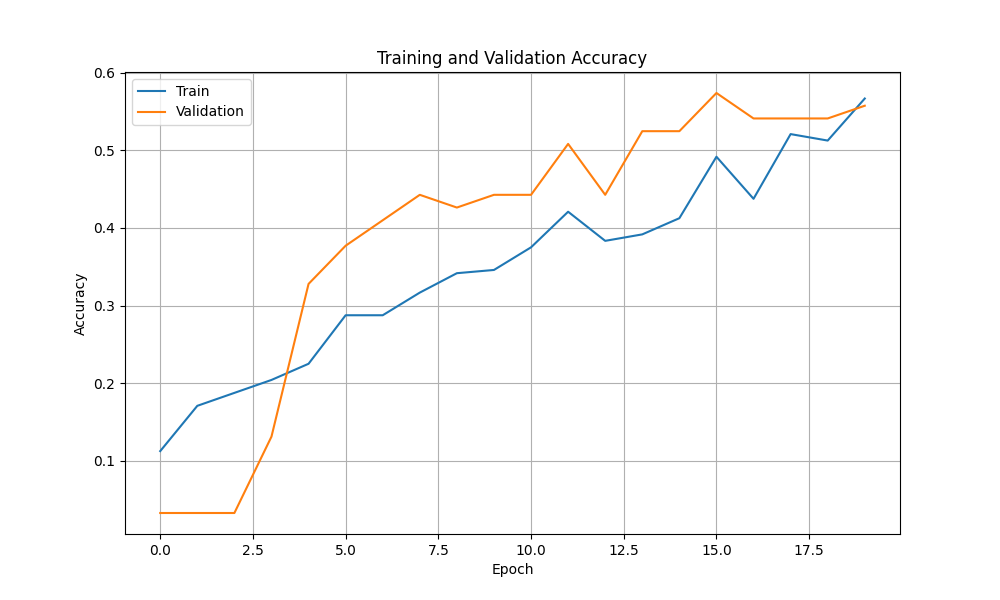 Training and Validation Accuracy
Train
Validation
0.6
0.5
0.4
0.3
0.2
0.1
Accuracy
0.0 2.5 5.0 7.5 10.0 12.5 15.0 17.5
Epoch